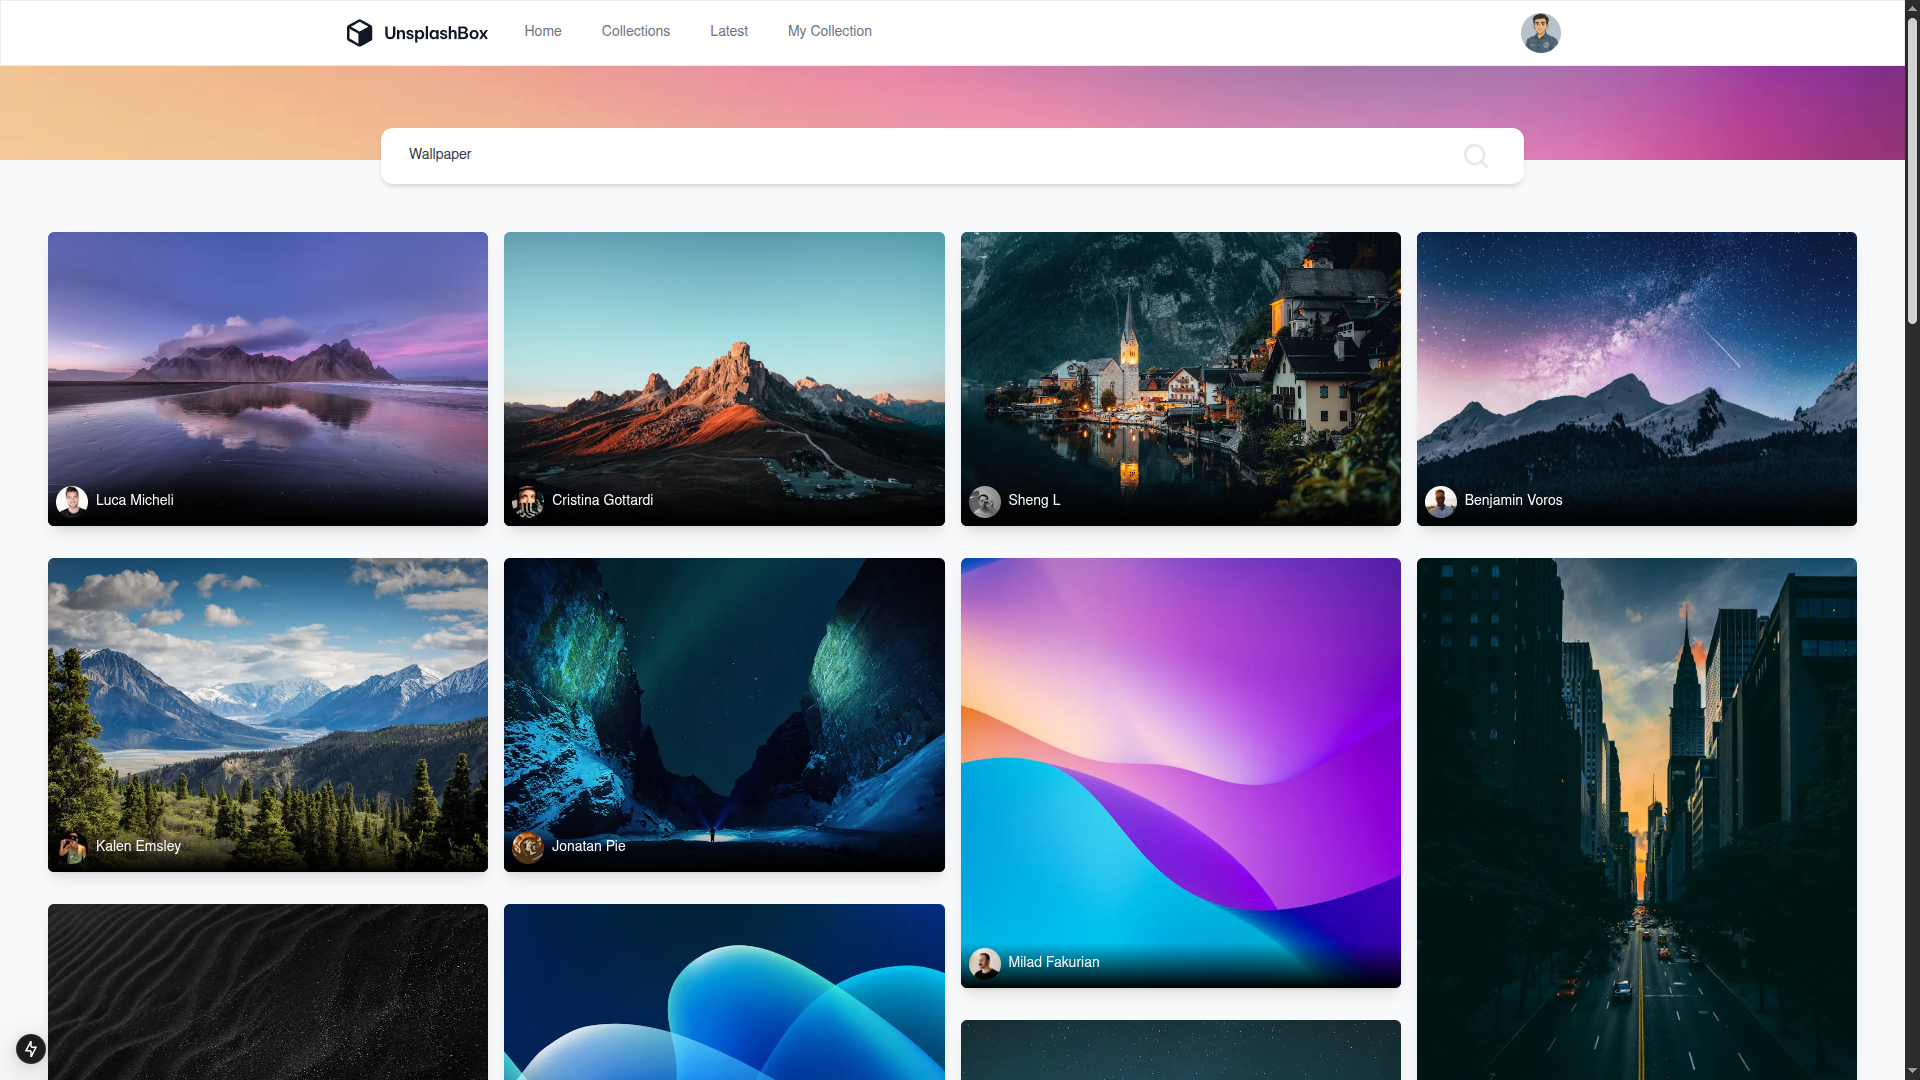 UnsplashBox
Home
Collections
Latest
My Collection
Wallpaper
Luca Micheli
Cristina Gottardi
Sheng L
Benjamin Voros
Kalen Emsley
Jonatan Pie
Milad Fakurian